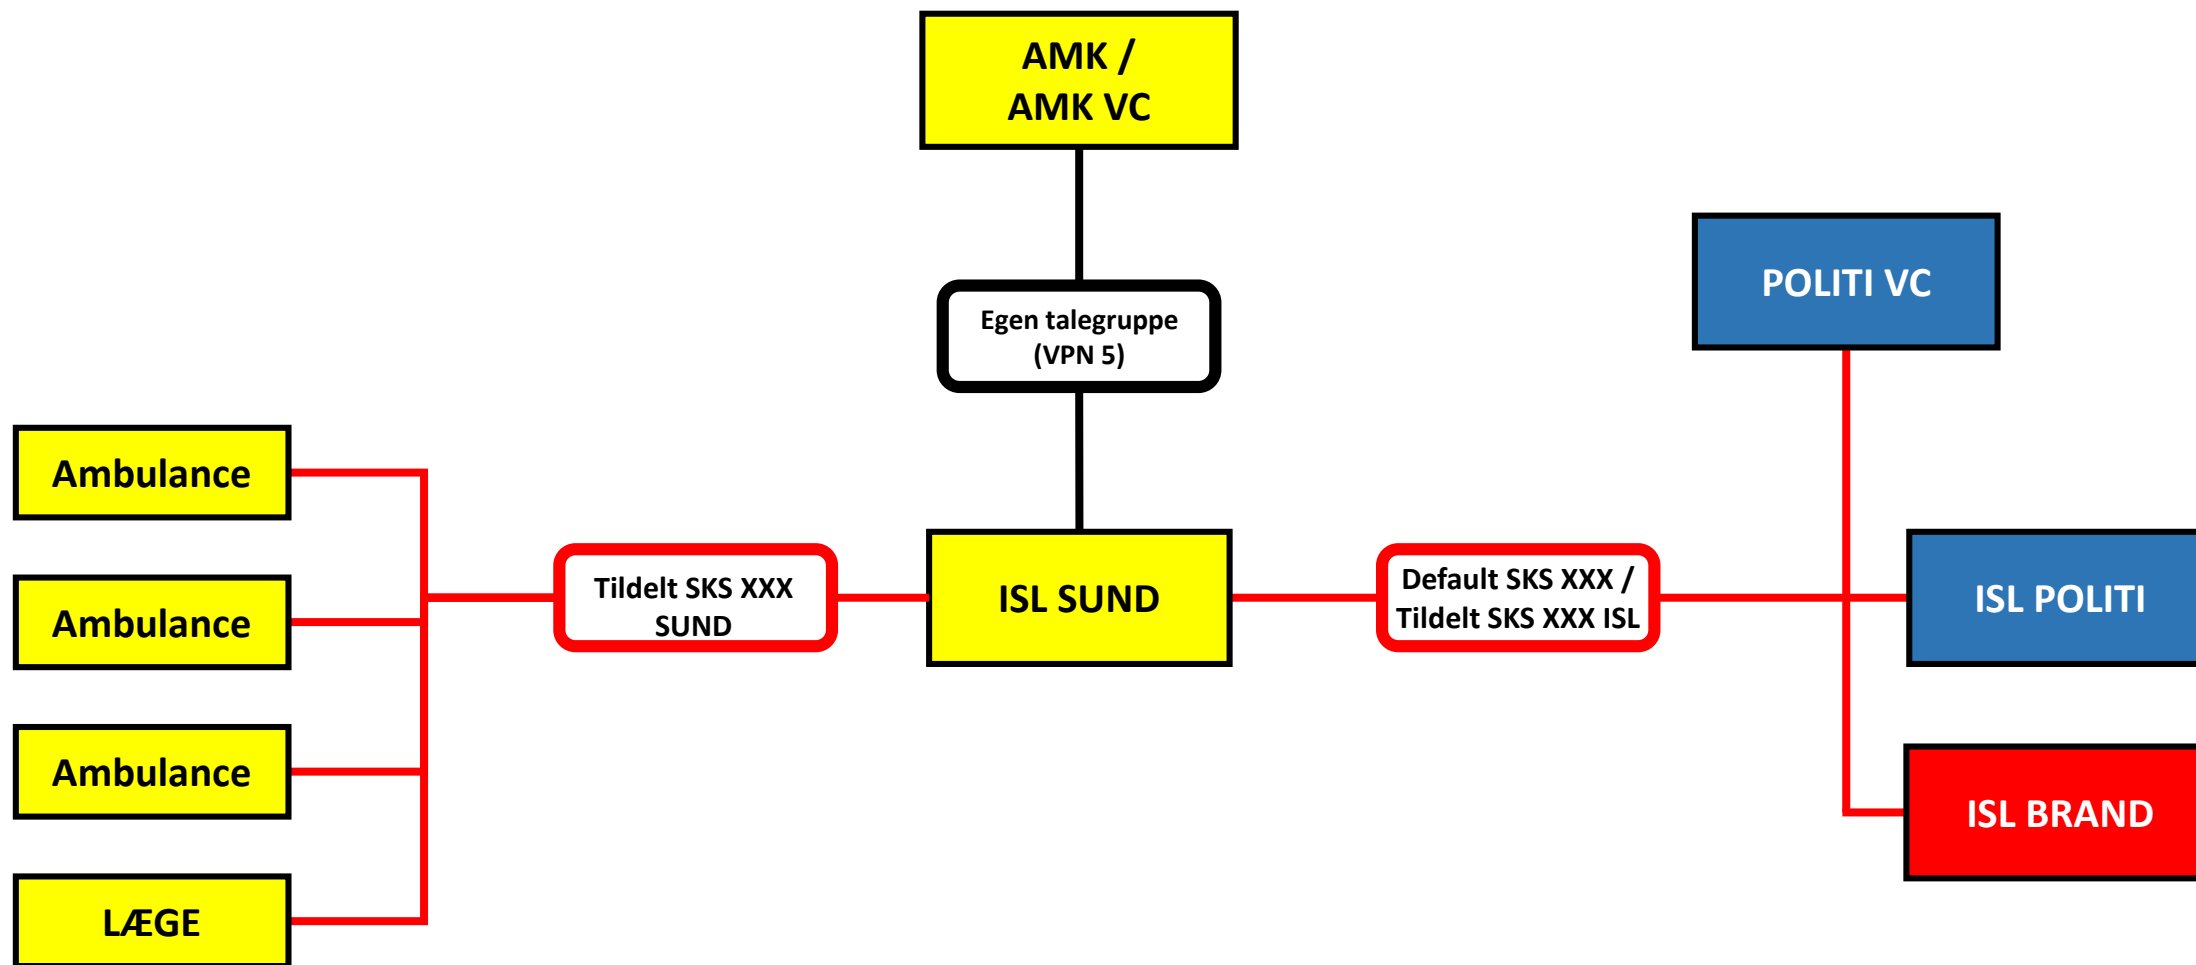 AMK /
AMK VC
POLITI VC
Egen talegruppe
(VPN 5)
Ambulance
Ambulance
Ambulance
LÆGE
Tildelt SKS XXX
SUND
ISL SUND
Default SKS XXX /
Tildelt SKS XXX ISL
ISL POLITI
ISL BRAND